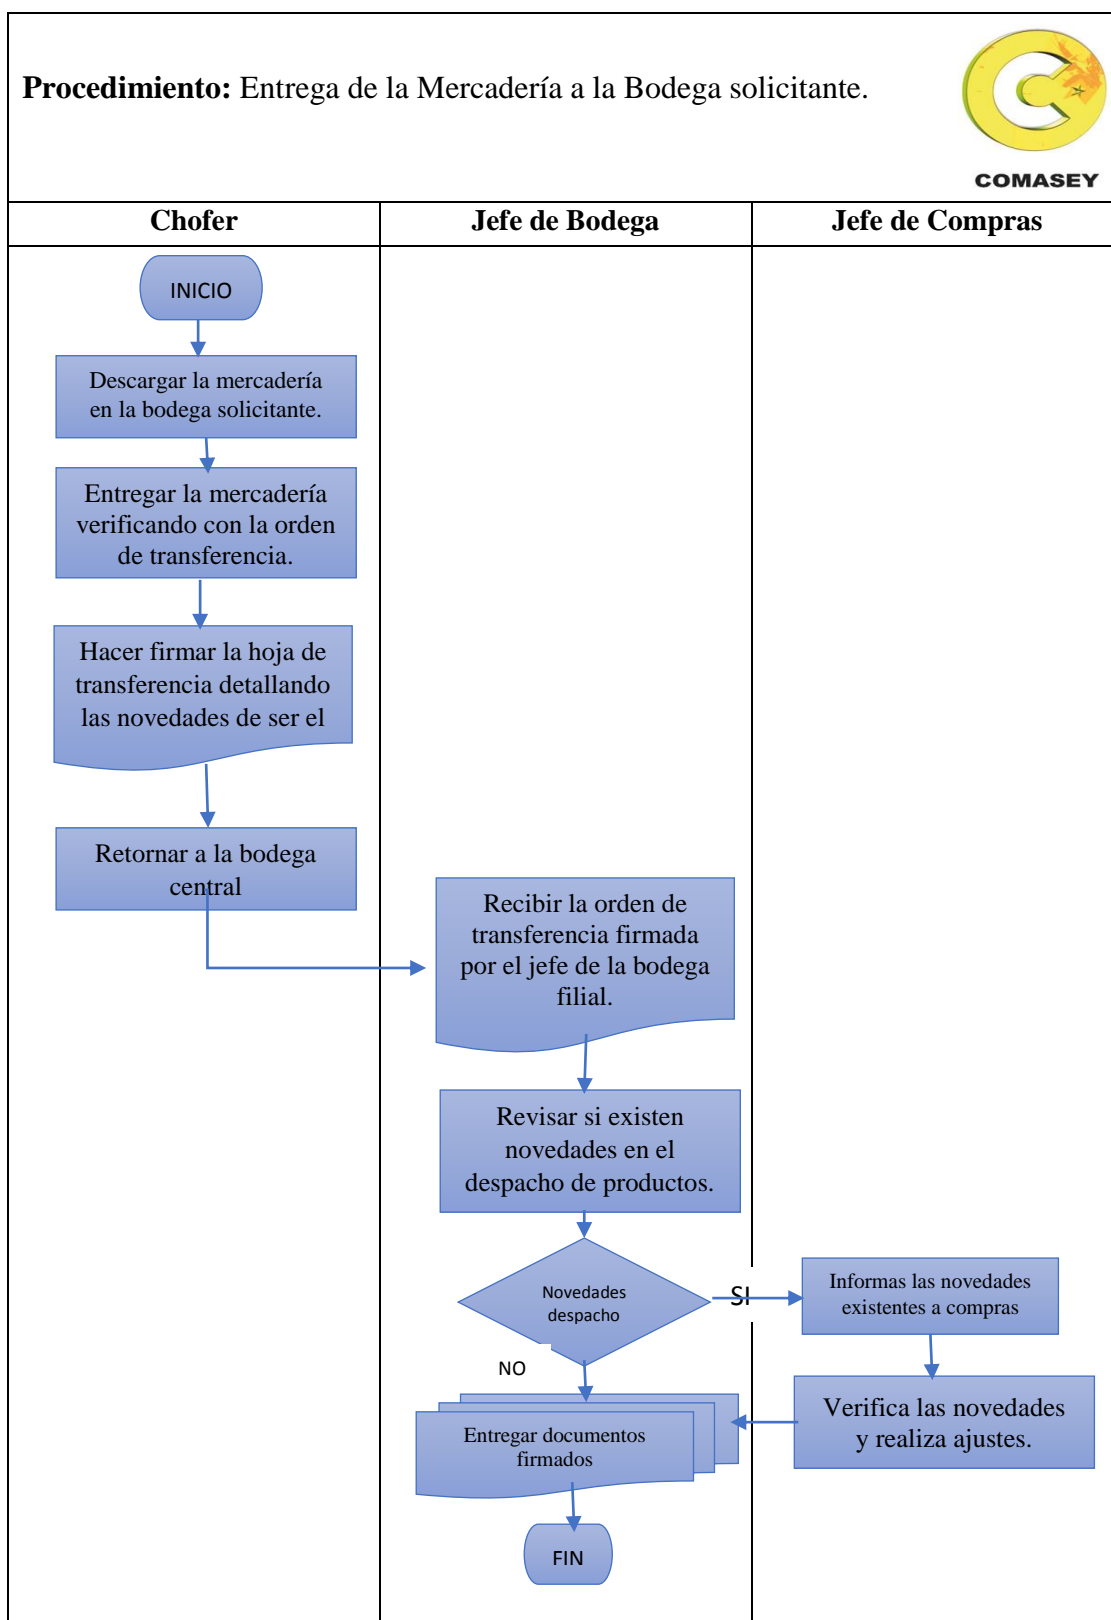 Procedimiento: Entrega de la Mercadería a la Bodega solicitante.
COMASEY
Chofer
Jefe de Bodega
Jefe de Compras
INICIO
Descargar la mercadería
en la bodega solicitante.
Entregar la mercadería
verificando con la orden
de transferencia.
Hacer firmar la hoja de
transferencia detallando
las novedades de ser el
Retornar a la bodega
central
Recibir la orden de
transferencia firmada
por el jefe de la bodega
filial.
Revisar si existen
novedades en el
despacho de productos.
Novedades
despacho
SI
Informas las novedades
existentes a compras
NO
Verifica las novedades
y realiza ajustes.
Entregar documentos
firmados
FIN